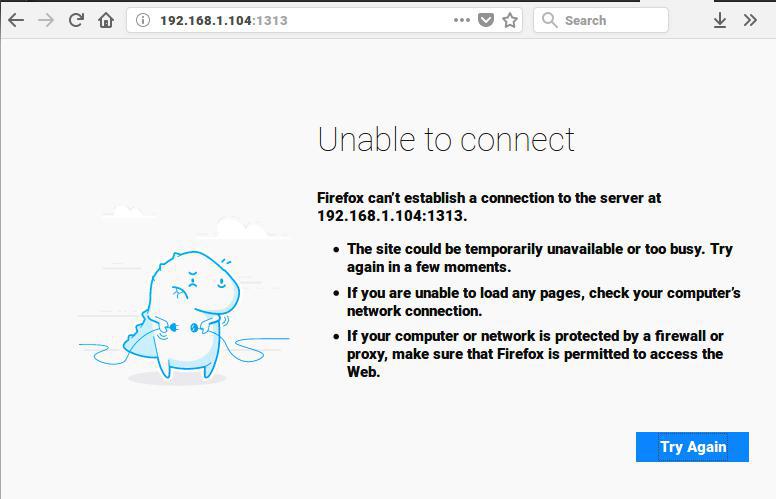 192.168.1.104:1313
Search
Unable to connect
Firefox can’t establish a connection to the server at
192.168.1.104:1313.
• The site could be temporarily unavailable or too busy. Try
again in a few moments.
• If you are unable to load any pages, check your computer’s
network connection.
• If your computer or network is protected by a firewall or
proxy, make sure that Firefox is permitted to access the
Web.
Try Again